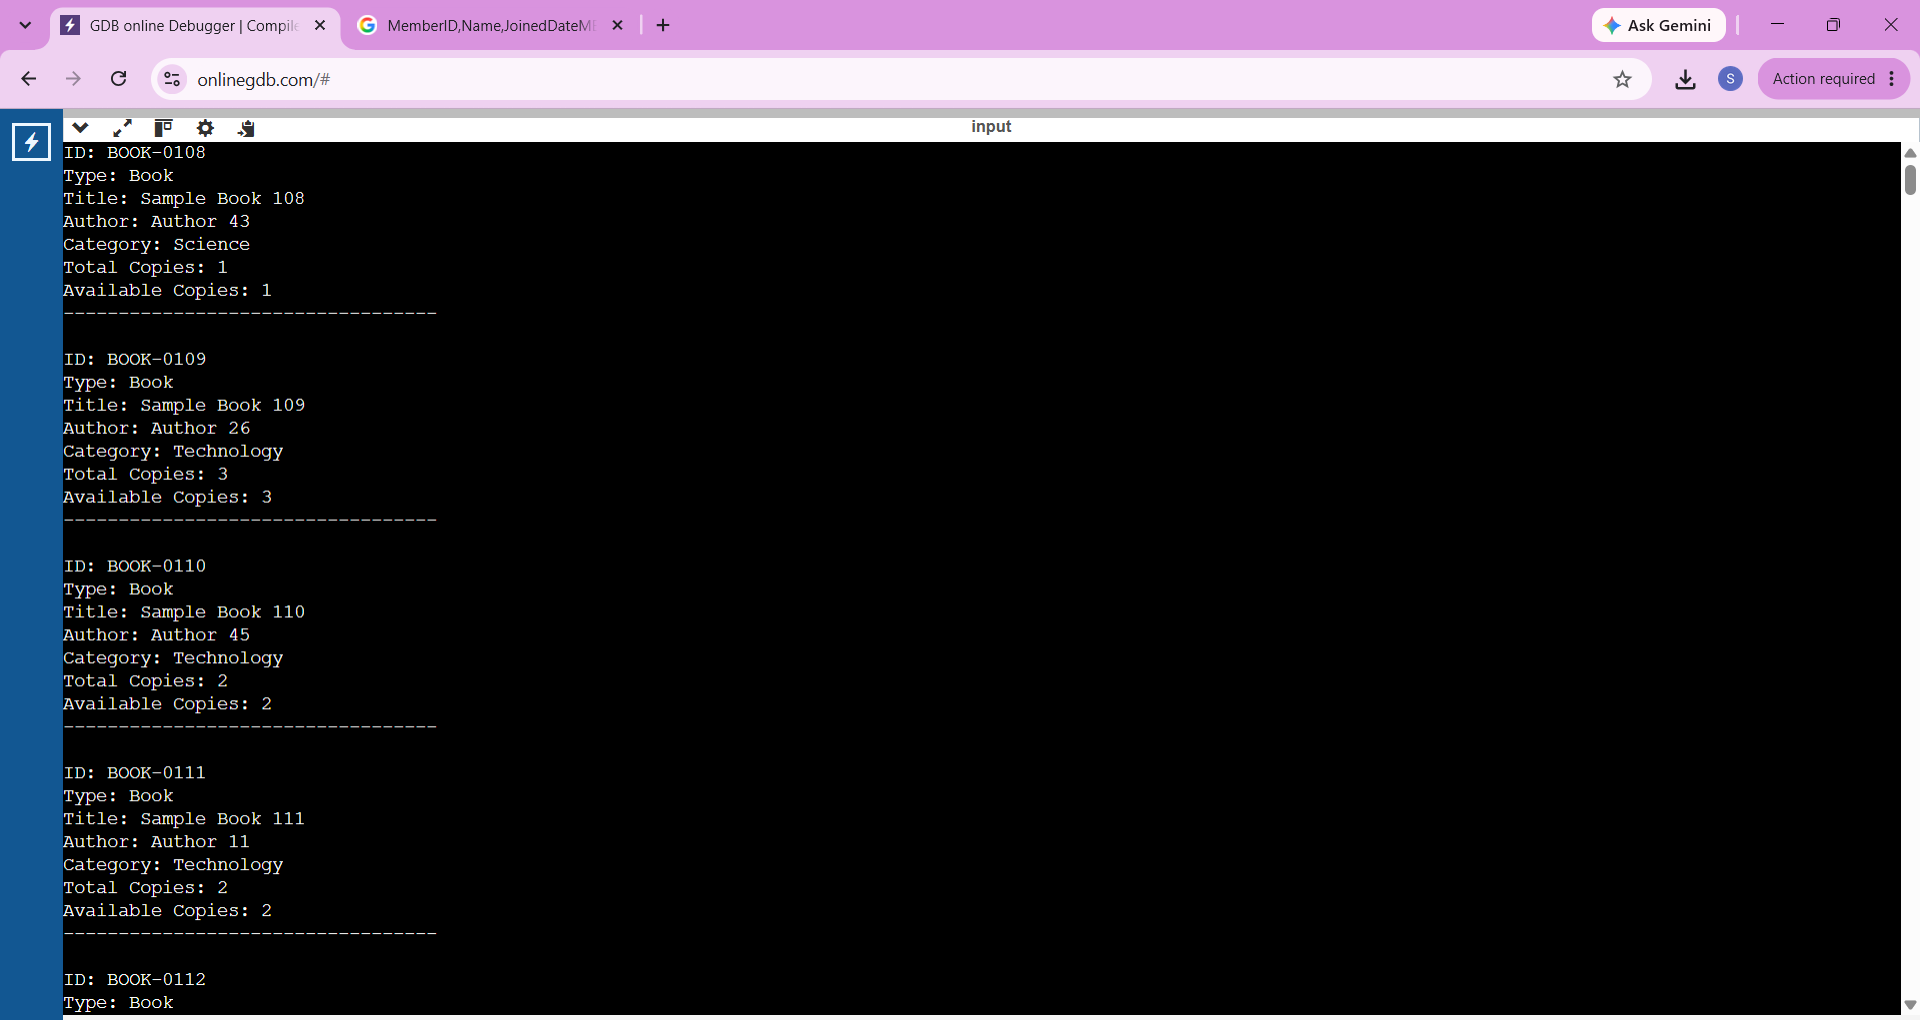 GDB online Debugger | Compile
MemberID,Name,JoinedDateM
Ask Gemini
onlinegdb.com/#
S
Action required
input
ID: BOOK-0108
Type: Book
Title: Sample Book 108
Author: Author 43
Category: Science
Total Copies: 1
Available Copies: 1
----------------------------------
ID: BOOK-0109
Type: Book
Title: Sample Book 109
Author: Author 26
Category: Technology
Total Copies: 3
Available Copies: 3
----------------------------------
ID: BOOK-0110
Type: Book
Title: Sample Book 110
Author: Author 45
Category: Technology
Total Copies: 2
Available Copies: 2
----------------------------------
ID: BOOK-0111
Type: Book
Title: Sample Book 111
Author: Author 11
Category: Technology
Total Copies: 2
Available Copies: 2
----------------------------------
ID: BOOK-0112
Type: Book